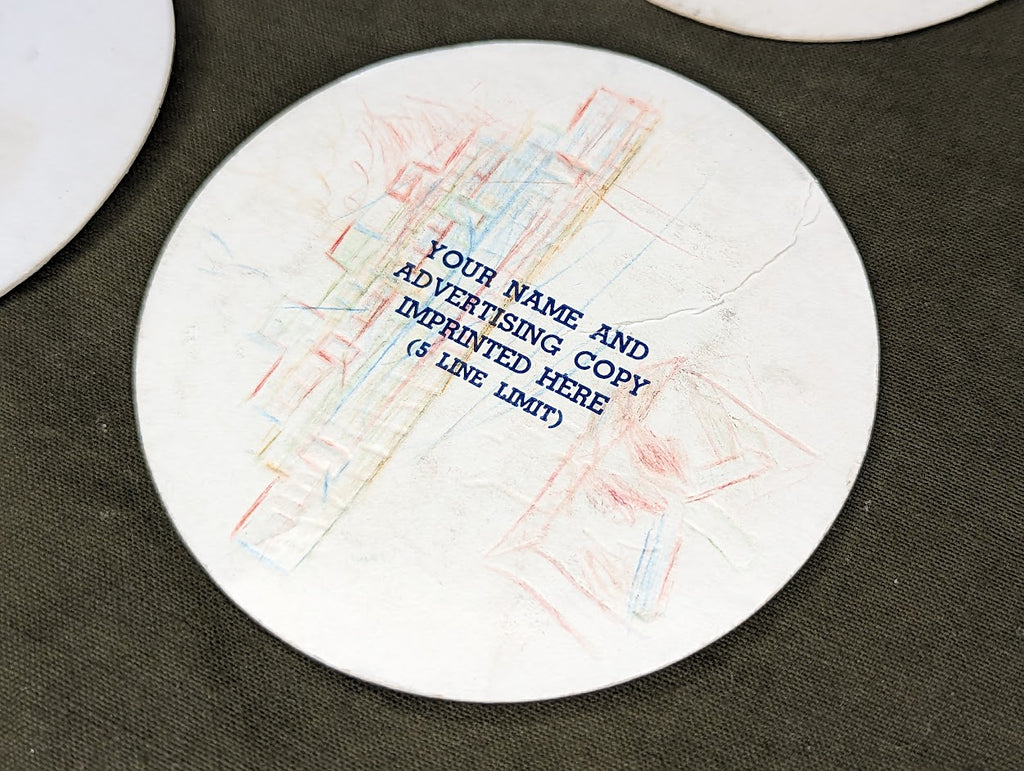 YOUR NAME AND
ADVERTISING COPY
IMPRINTED HERE
(5 LINE LIMIT)